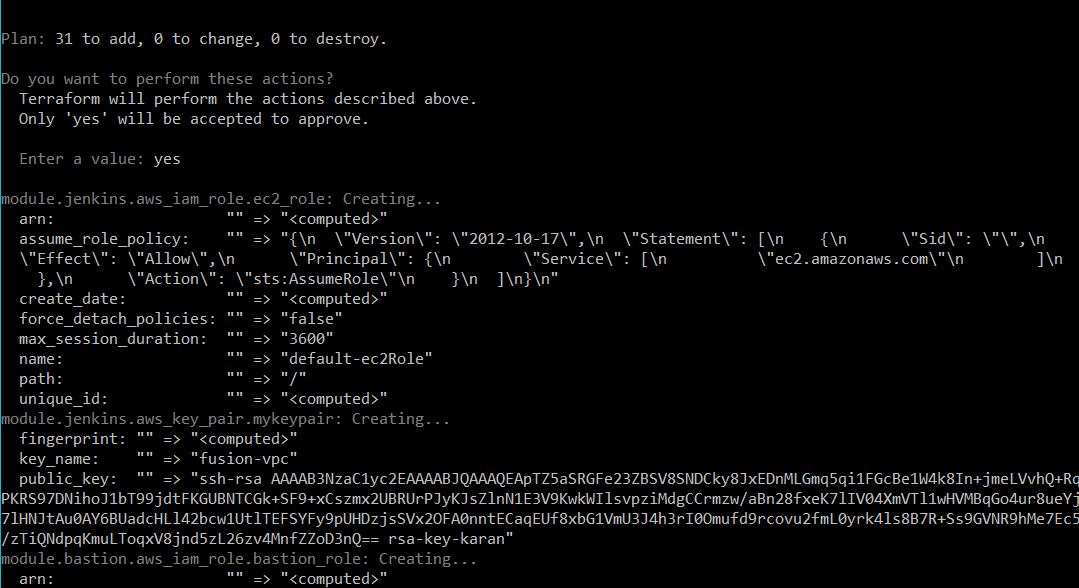 Plan: 31 to add, 0 to change, 0 to destroy.
Do you want to perform these actions?
Terraform will perform the actions described above.
Only 'yes' will be accepted to approve.
Enter a value: yes
module.jenkins.aws_iam_role.ec2_role: Creating...
arn: "" => "<computed>"
assume_role_policy: "" => "{\n \"Version\": \"2012-10-17\",\n \"Statement\": [\n {\n \"Sid\": \"\",\n
\"Effect\": \"Allow\",\n \"Principal\": {\n \"Service\": [\n \"ec2.amazonaws.com\"\n ]\n
},\n \"Action\": \"sts:AssumeRole\"\n }\n ]\n}\n"
create_date: "" => "<computed>"
force_detach_policies: "" => "false"
max_session_duration: "" => "3600"
name: "" => "default-ec2Role"
path: "" => "/"
unique_id: "" => "<computed>"
module.jenkins.aws_key_pair.mykeypair: Creating...
fingerprint: "" => "<computed>"
key_name: "" => "fusion-vpc"
public_key: "" => "ssh-rsa AAAAB3NzaC1yc2EAAAABJQAAAQEApTZ5aSRGFe23ZBSV8SNDCky8JxEDnMLGmq5qi1FGcBe1W4k8In+jmeLVvhQ+Rq
PKRS97DNihoJ1bT99jdtFKGUBNTCGk+SF9+xCszmx2UBRUrPJyKJsZlnN1E3V9KwkWIlsvpziMdgCCrmzw/aBn28fxeK7lIV04XmVTl1wHVMBqGo4ur8ueYj
7lHNJtAu0AY6BUadcHLl42bcw1UtlTEFSYFy9pUHDzjsSVx2OFA0nntECaqEUf8xbG1VmU3J4h3rI0Omufd9rcovu2fmL0yrk4ls8B7R+Ss9GVNR9hMe7Ec5
/zTiQNdpqKmuLToqxV8jnd5zL26zv4MnfZZoD3nQ== rsa-key-karan"
module.bastion.aws_iam_role.bastion_role: Creating...
arn: "" => "<computed>"